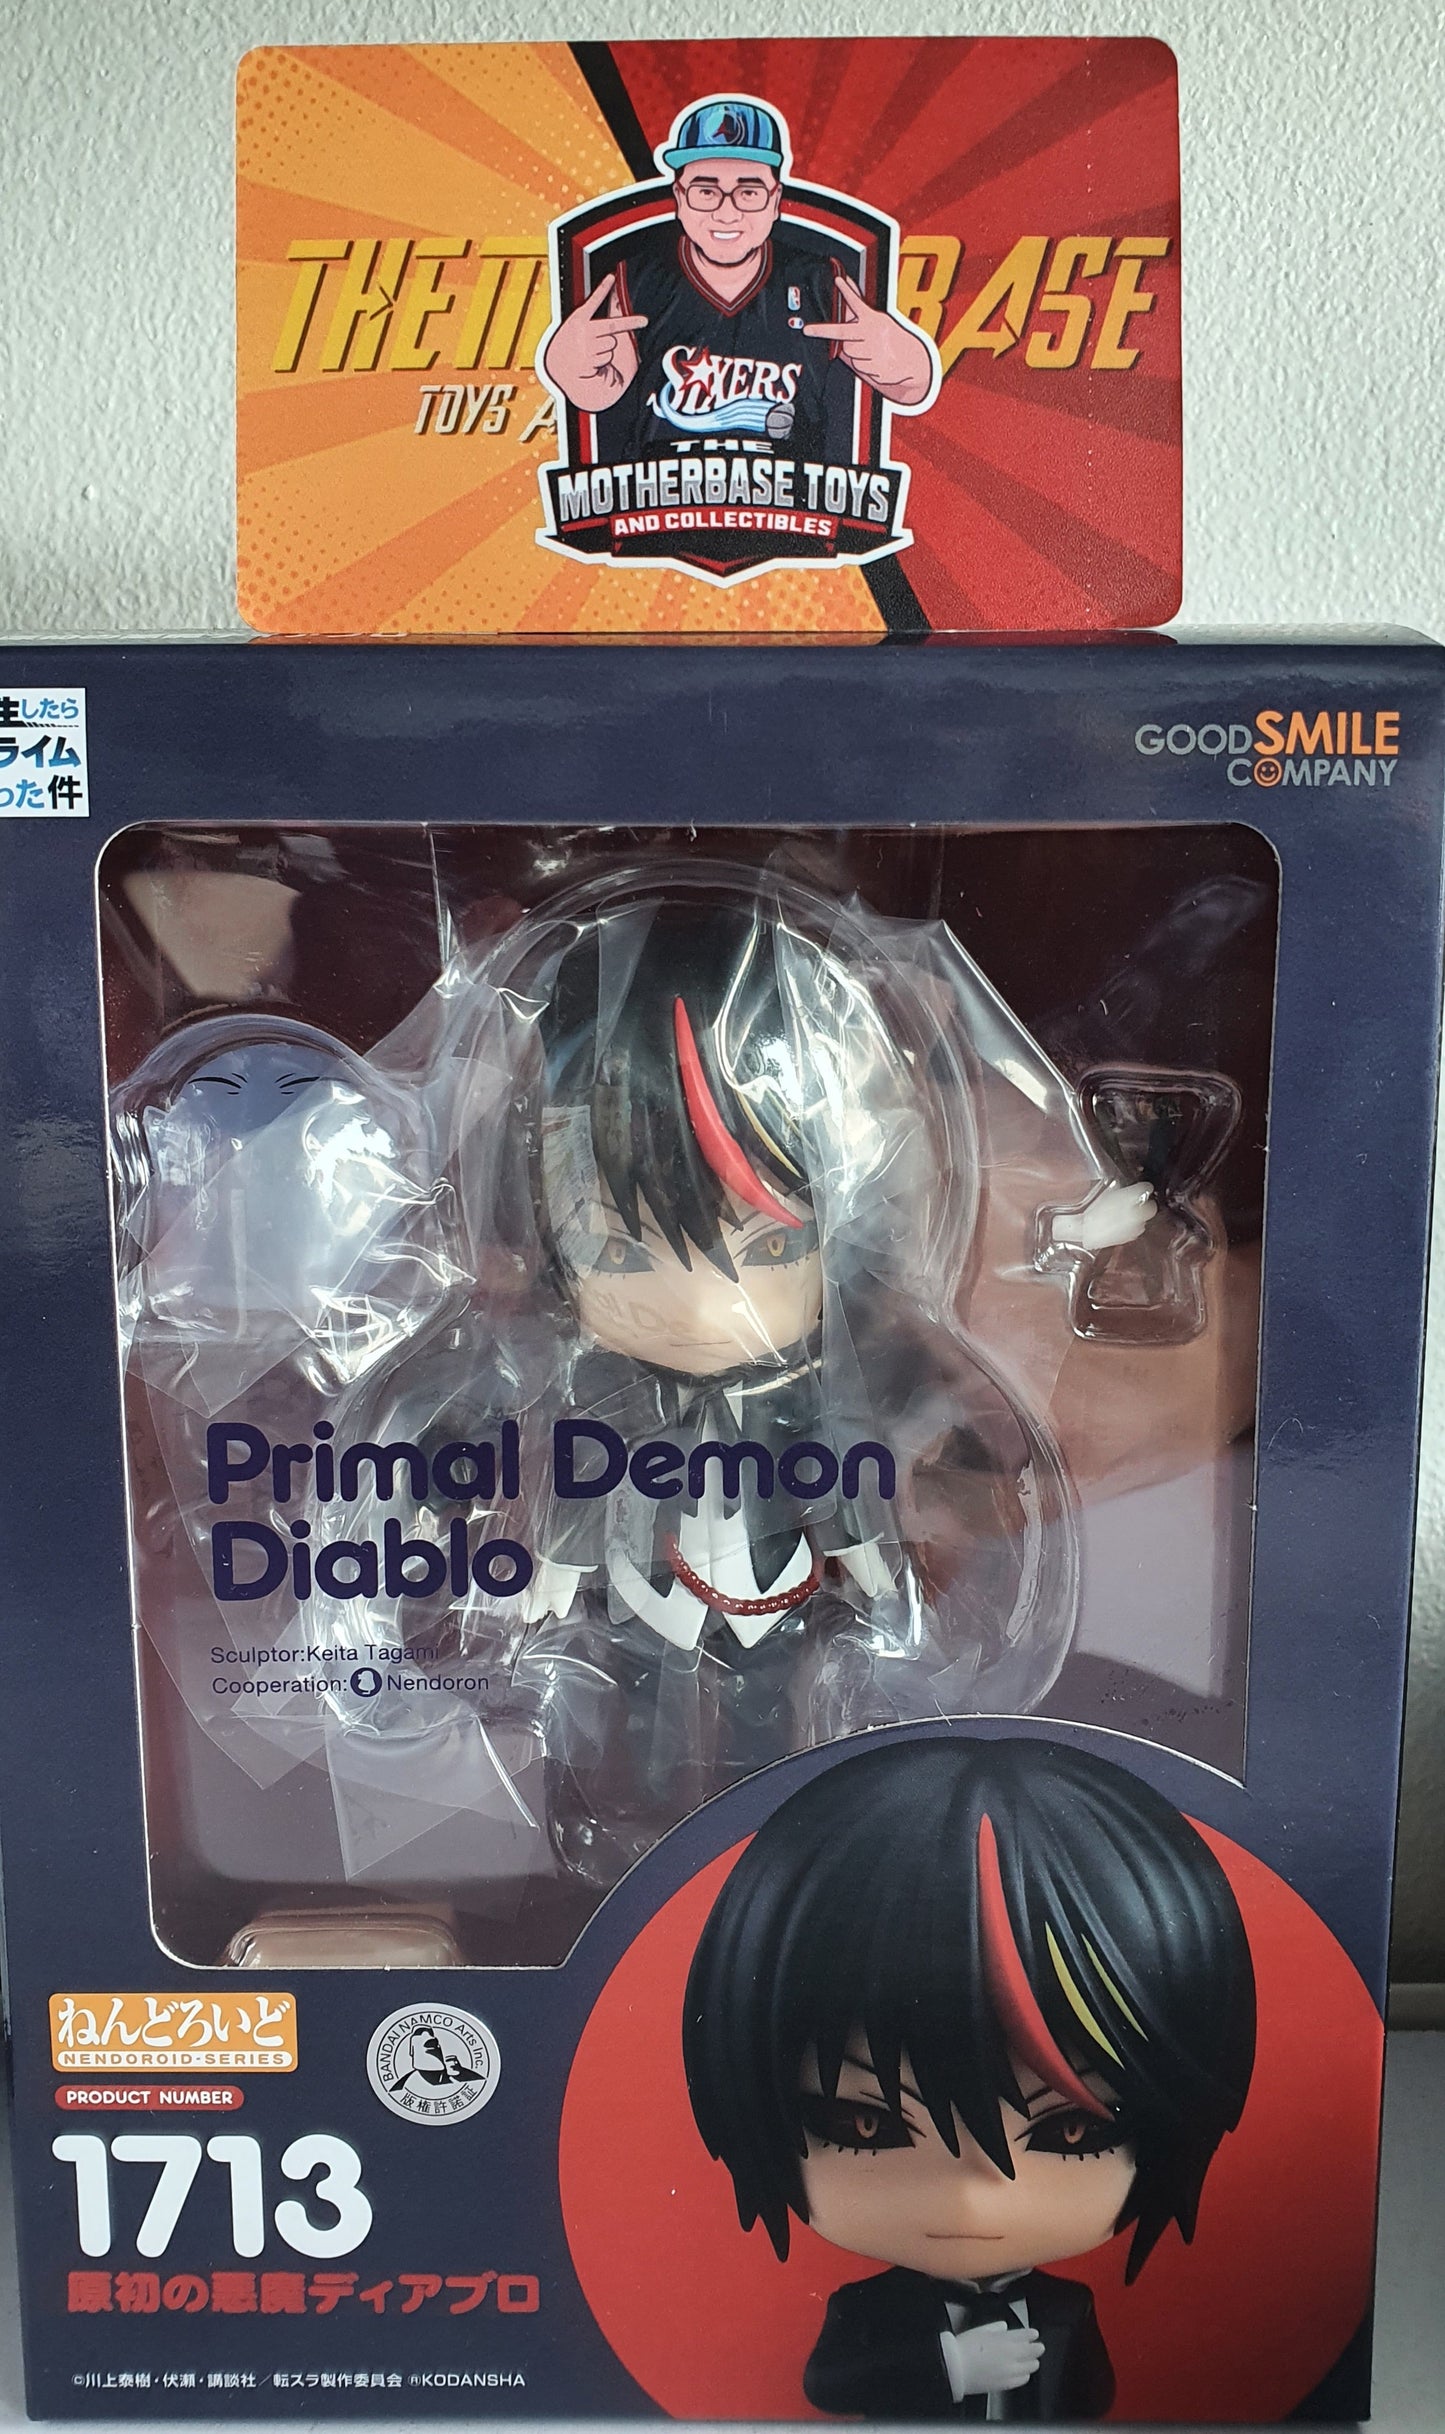 THE M
BASE
TOYS A
SIXERS
THE
MOTHERBASE TOYS
AND COLLECTIBLES
生したら
ライム
った件
GOODSMILE
COMPANY
Primal Demon
Diablo
Sculptor:Keita Tagami
Cooperation: Nendoron
ねんどろいど
NENDOROID-SERIES
BANDAI NAMCO Arts Inc.
版権許諾証
PRODUCT NUMBER
1713
原初の悪魔ディアブロ
©川上泰樹・伏瀬・講談社／転スラ製作委員会 ®KODANSHA